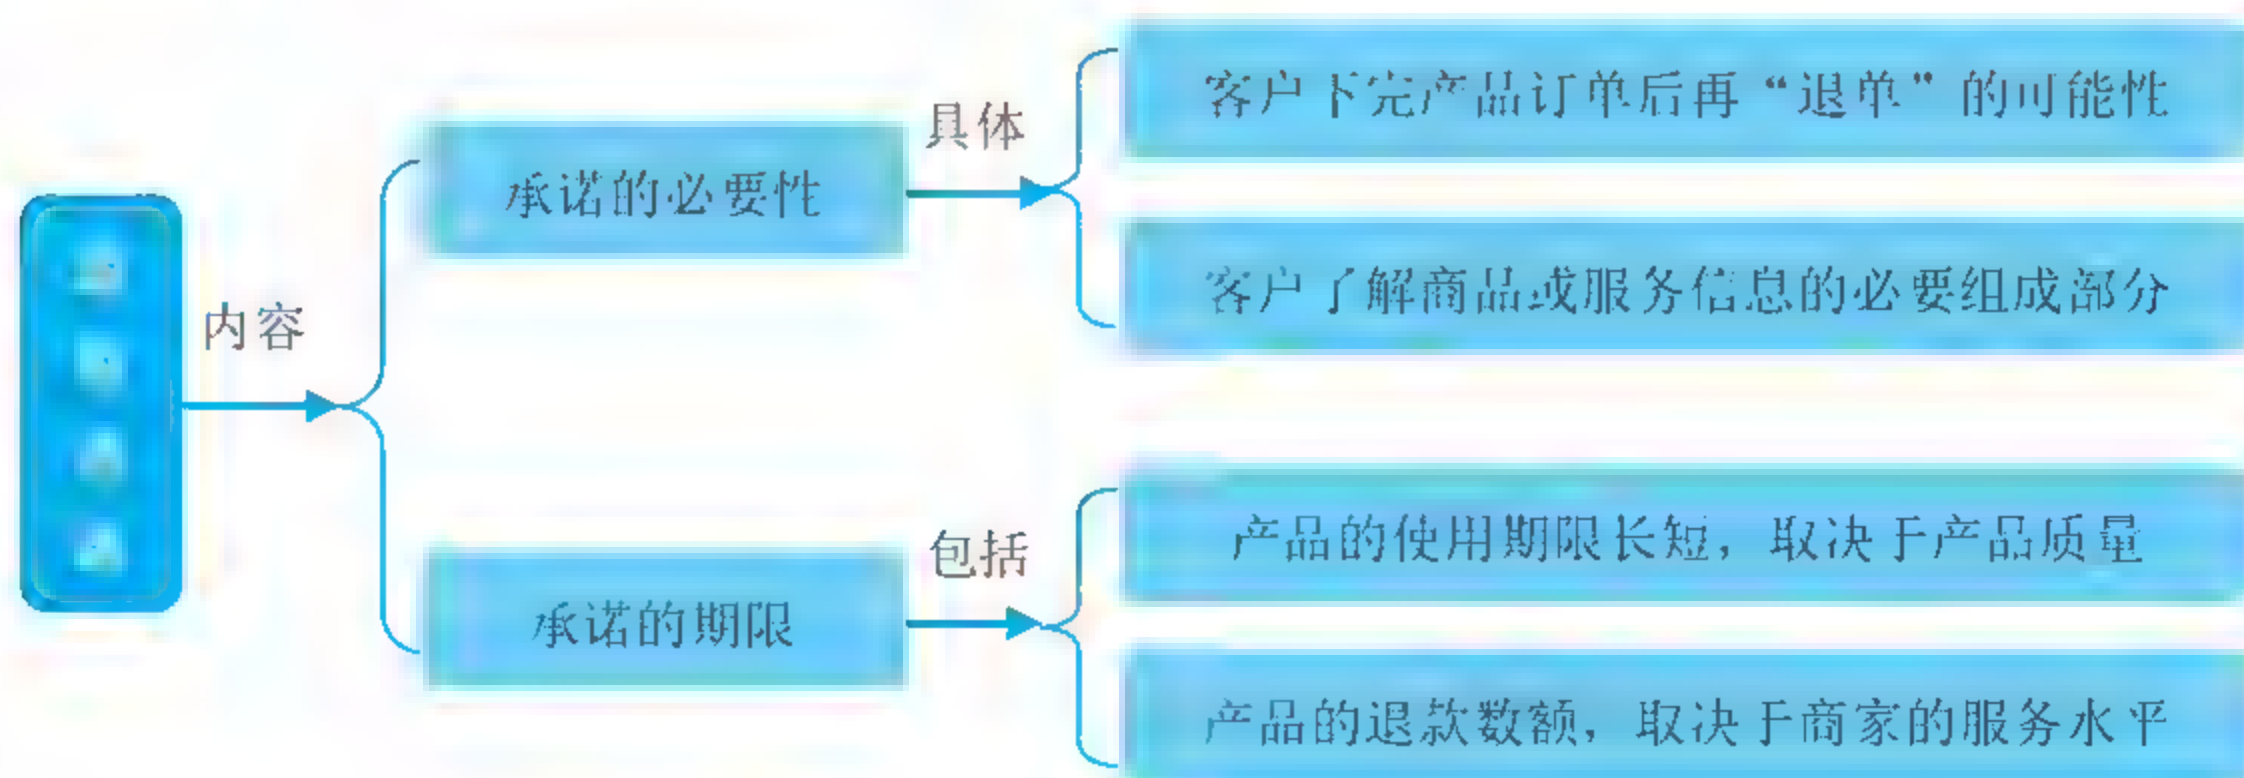 内容
承诺的必要性
具体
客户下完产品订单后再“退单”的可能性
客户了解商品或服务信息的必要组成部分
承诺的期限
包括
产品的使用期限长短，取决于产品质量
产品的退款数额，取决于商家的服务水平